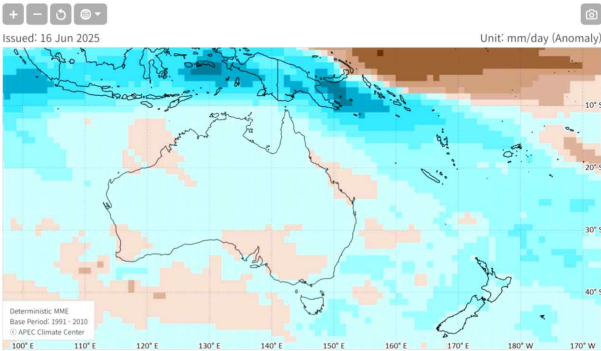 Issued: 16 Jun 2025
Unit: mm/day (Anomaly)
10° S
20° S
30° S
40° S
Deterministic MME
Base Period: 1991 - 2010
© APEC Climate Center
100° E
110° E
120° E
130° E
140° E
150° E
160° E
170° E
180° E
170° W